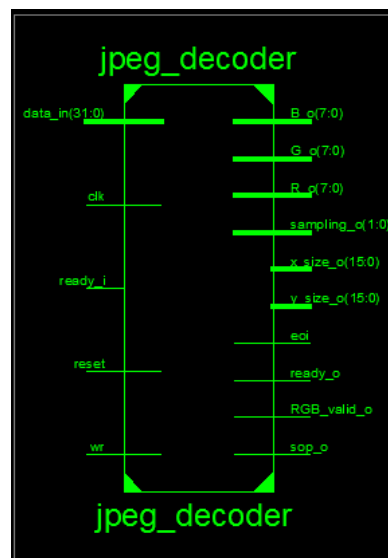 jpeg_decoder
data_in(31:0)
clk
ready_i
reset
wr
B_o(7:0)
G_o(7:0)
R_o(7:0)
sampling_o(1:0)
x_size_o(15:0)
y_size_o(15:0)
eoi
ready_o
RGB_valid_o
sop_o
jpeg_decoder